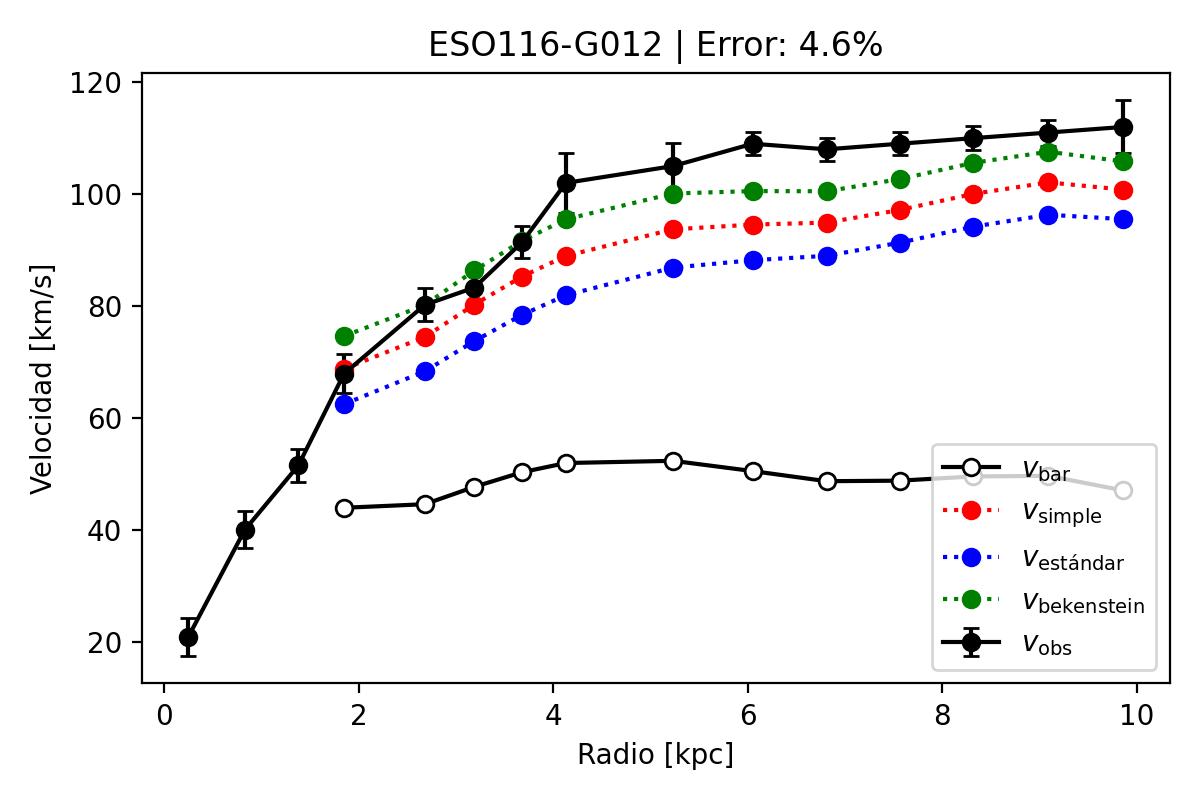 ESO116-G012 | Error: 4.6%
Velocidad [km/s]
120
100
80
60
40
20
0 2 4 6 8 10
Radio [kpc]
v_bar
v_simple
v_estándar
v_bekenstein
v_obs